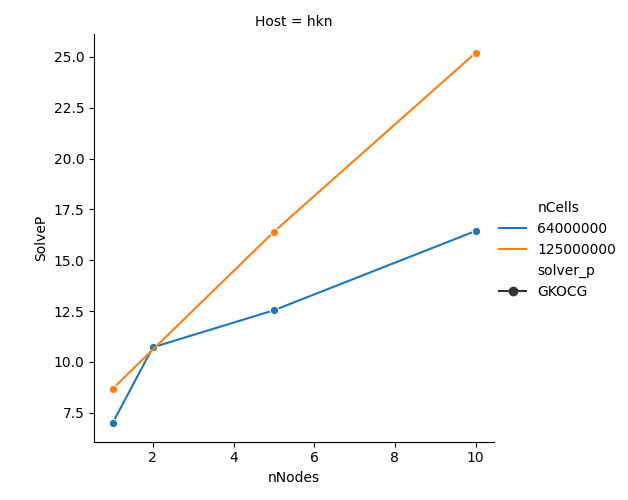 Host = hkn
25.0
22.5
20.0
17.5
15.0
12.5
10.0
7.5
SolveP
2
4
6
8
10
nNodes
nCells
64000000
125000000
solver_p
GKOCG